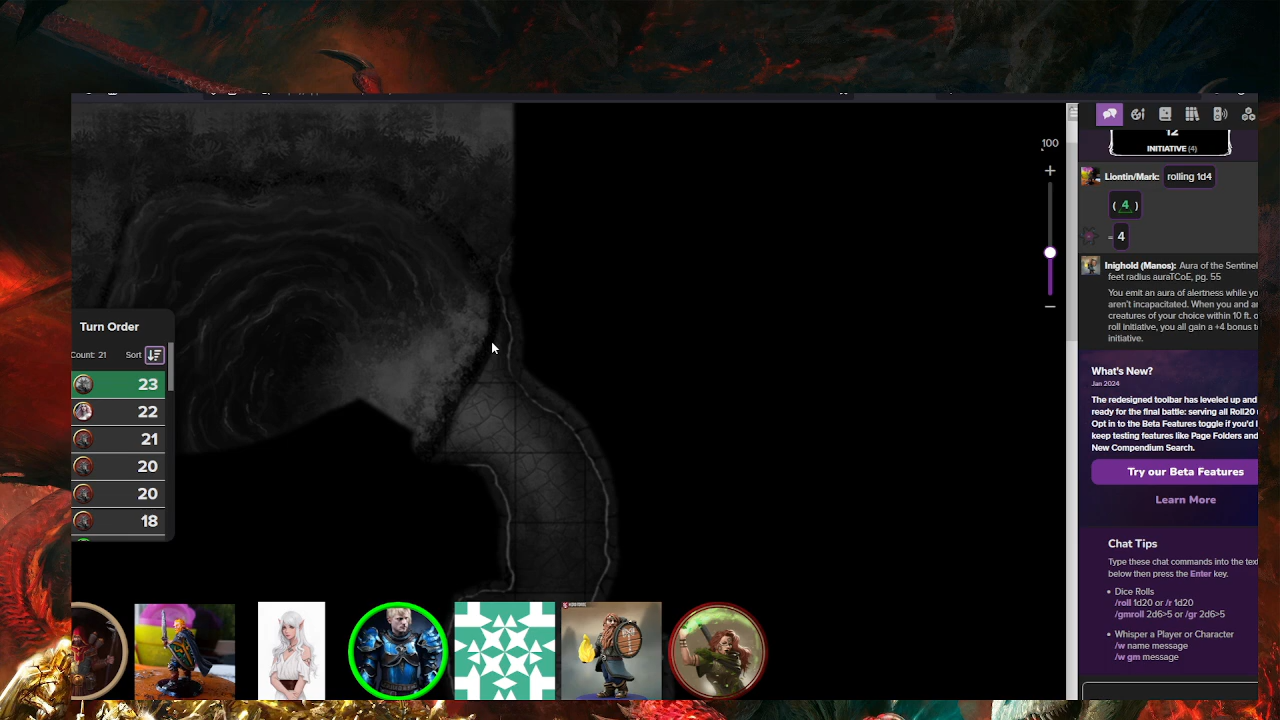 100
12
INITIATIVE (4)
Liontin/Mark: rolling 1d4
( 4 )
= 4
Inighold (Manos): Aura of the Sentinel
feet radius auraTCoE, pg. 55
You emit an aura of alertness while yo
aren't incapacitated. When you and a
creatures of your choice within 10 ft. o
roll initiative, you all gain a +4 bonus t
initiative.
Turn Order
Count: 21 Sort
23
22
21
20
20
18
What's New?
Jan 2024
The redesigned toolbar has leveled up and
ready for the final battle: serving all Roll20
Opt in to the Beta Features toggle if you'd l
keep testing features like Page Folders and
New Compendium Search.
Try our Beta Features
Learn More
Chat Tips
Type these chat commands into the text
below then press the Enter key.
• Dice Rolls
/roll 1d20 or /r 1d20
/gmroll 2d6>5 or /gr 2d6>5
• Whisper a Player or Character
/w name message
/w gm message